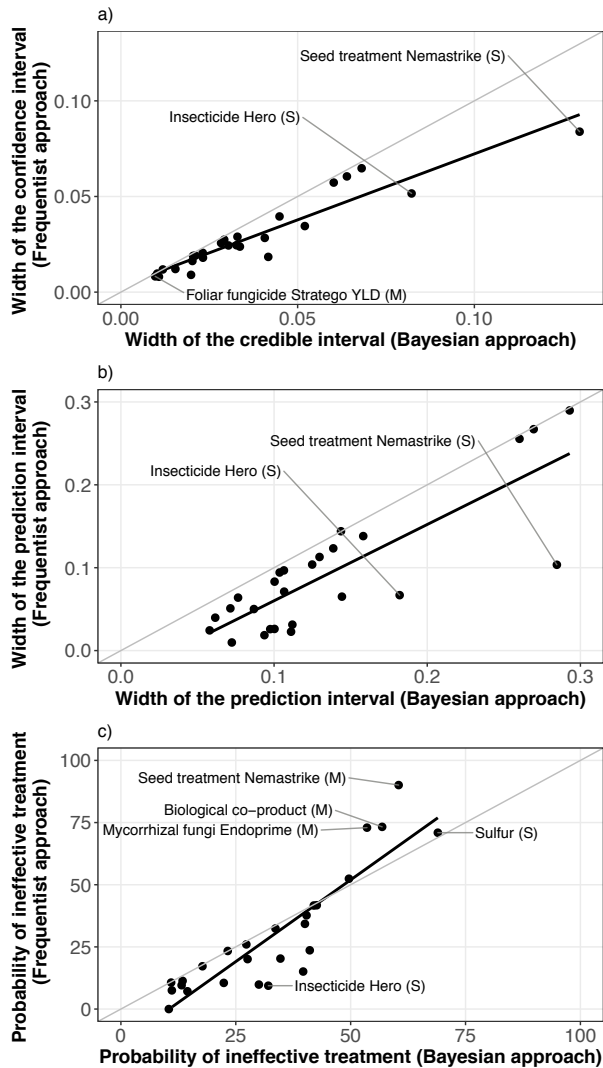 a)
Width of the confidence interval
(Frequentist approach)
0.10
0.05
0.00
Seed treatment Nemastrike (S)
Insecticide Hero (S)
Foliar fungicide Stratego YLD (M)
0.00 0.05 0.10
Width of the credible interval (Bayesian approach)
b)
Width of the prediction interval
(Frequentist approach)
0.3
0.2
0.1
0.0
Seed treatment Nemastrike (S)
Insecticide Hero (S)
0.0 0.1 0.2 0.3
Width of the prediction interval (Bayesian approach)
c)
Probability of ineffective treatment
(Frequentist approach)
100
75
50
25
0
Seed treatment Nemastrike (M)
Biological co−product (M)
Mycorrhizal fungi Endoprime (M)
Sulfur (S)
Insecticide Hero (S)
0 25 50 75 100
Probability of ineffective treatment (Bayesian approach)